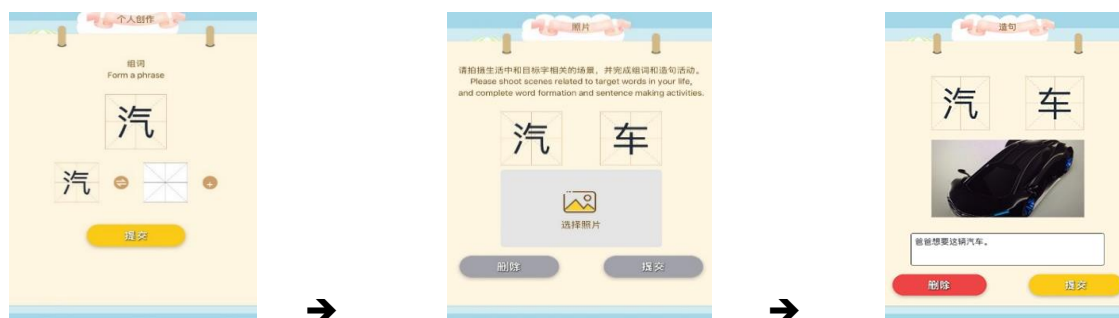 个人创作
组词
Form a phrase
汽
汽
提交
➔
照片
请拍摄生活中和目标字相关的场景，并完成组词和造句活动。
Please shoot scenes related to target words in your life,
and complete word formation and sentence making activities.
汽 车
选择照片
删除 提交
➔
造句
汽 车
爸爸想要这辆汽车。
删除 提交